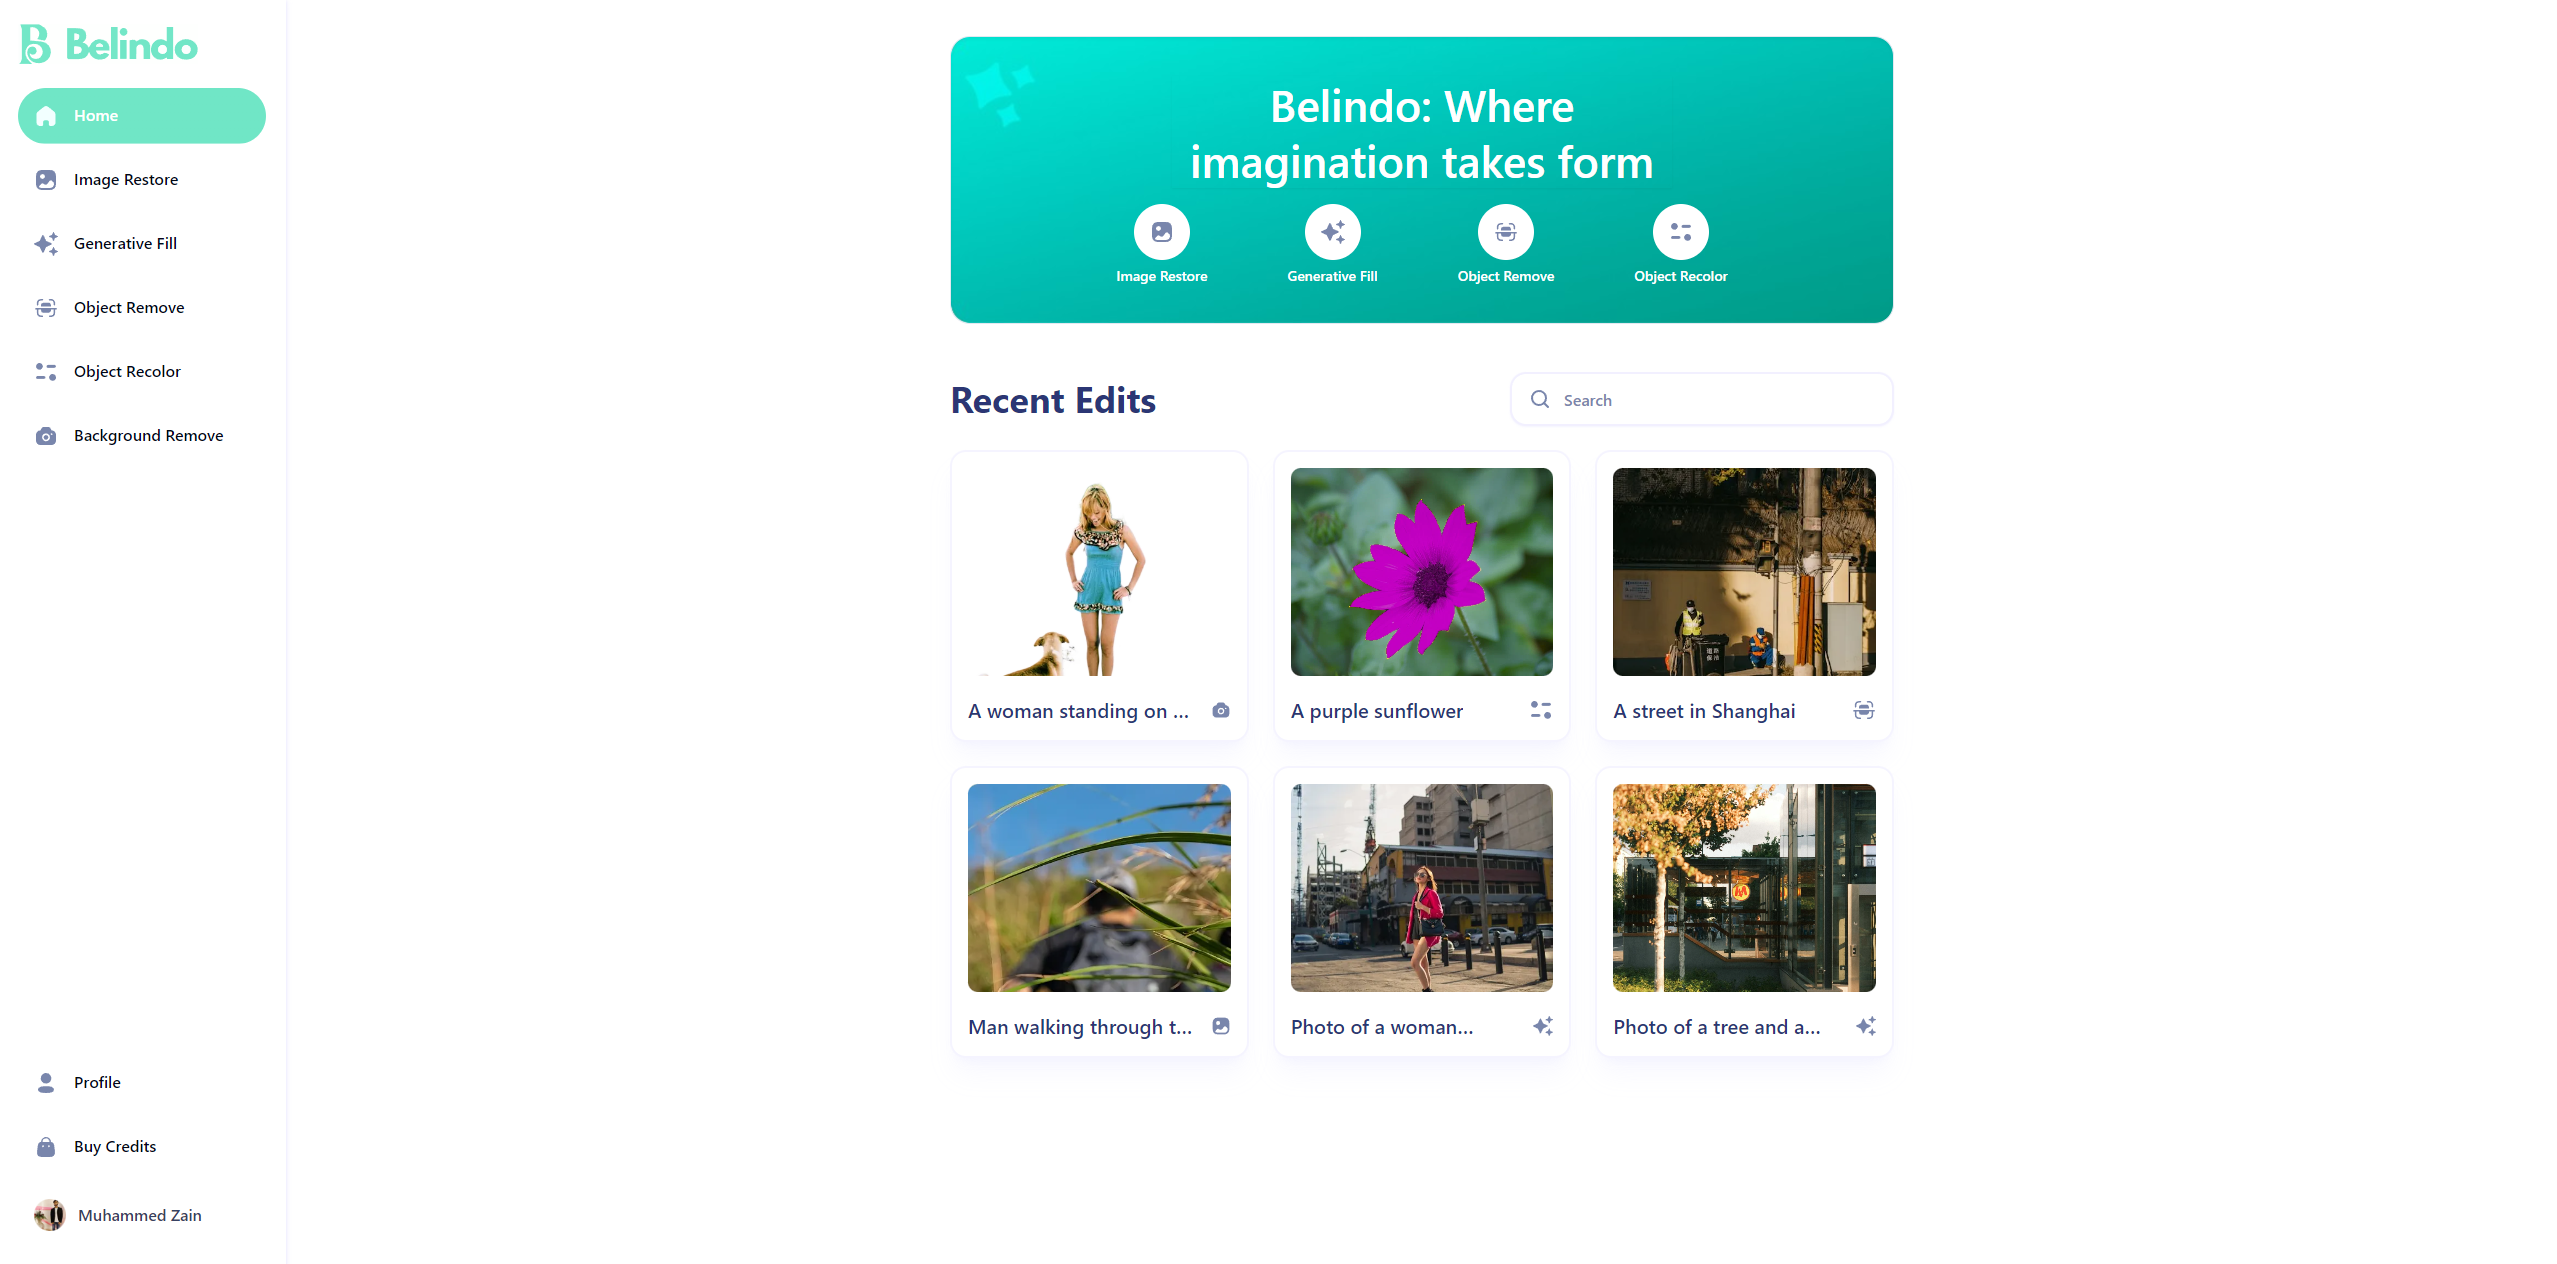 Belindo
Home
Image Restore
Generative Fill
Object Remove
Object Recolor
Background Remove
Profile
Buy Credits
Muhammed Zain
Belindo: Where
imagination takes form
Image Restore
Generative Fill
Object Remove
Object Recolor
Recent Edits
Search
A woman standing on ...
A purple sunflower
A street in Shanghai
Man walking through t...
Photo of a woman...
Photo of a tree and a...